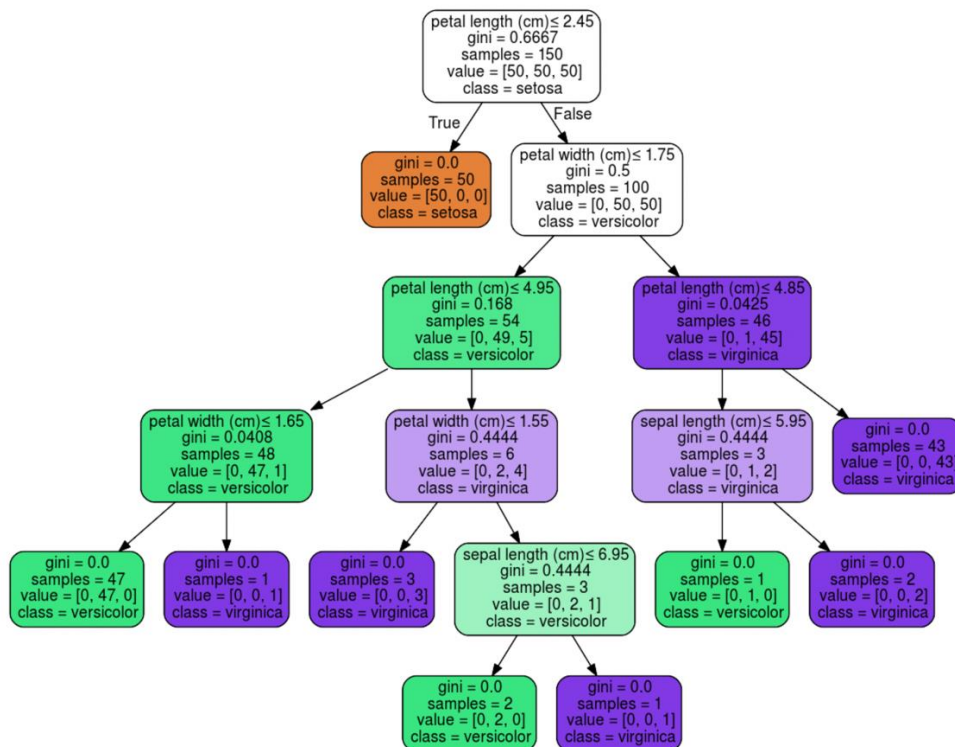 petal length (cm)≤ 2.45
gini = 0.6667
samples = 150
value = [50, 50, 50]
class = setosa
True
False
gini = 0.0
samples = 50
value = [50, 0, 0]
class = setosa
petal width (cm)≤ 1.75
gini = 0.5
samples = 100
value = [0, 50, 50]
class = versicolor
petal length (cm)≤ 4.95
gini = 0.168
samples = 54
value = [0, 49, 5]
class = versicolor
petal length (cm)≤ 4.85
gini = 0.0425
samples = 46
value = [0, 1, 45]
class = virginica
petal width (cm)≤ 1.65
gini = 0.0408
samples = 48
value = [0, 47, 1]
class = versicolor
petal width (cm)≤ 1.55
gini = 0.4444
samples = 6
value = [0, 2, 4]
class = virginica
sepal length (cm)≤ 5.95
gini = 0.4444
samples = 3
value = [0, 1, 2]
class = virginica
gini = 0.0
samples = 43
value = [0, 0, 43]
class = virginica
gini = 0.0
samples = 47
value = [0, 47, 0]
class = versicolor
gini = 0.0
samples = 1
value = [0, 0, 1]
class = virginica
gini = 0.0
samples = 3
value = [0, 0, 3]
class = virginica
sepal length (cm)≤ 6.95
gini = 0.4444
samples = 3
value = [0, 2, 1]
class = versicolor
gini = 0.0
samples = 1
value = [0, 1, 0]
class = versicolor
gini = 0.0
samples = 2
value = [0, 0, 2]
class = virginica
gini = 0.0
samples = 2
value = [0, 2, 0]
class = versicolor
gini = 0.0
samples = 1
value = [0, 0, 1]
class = virginica